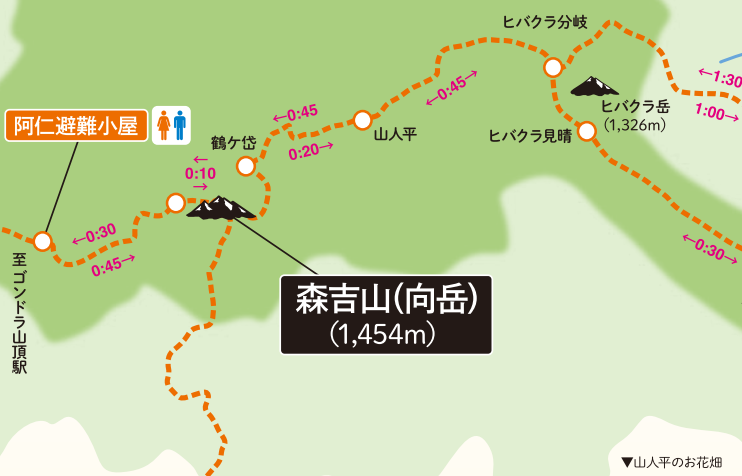 ヒバクラ分岐
←1:30
←0:45→
ヒバクラ岳
(1,326m)
1:00→
阿仁避難小屋
←0:45
山人平
ヒバクラ見晴
鶴ケ岱
0:20→
←
0:10
→
←0:30
0:45→
←0:30→
至 ゴンドラ山頂駅
森吉山(向岳)
(1,454m)
▼山人平のお花畑